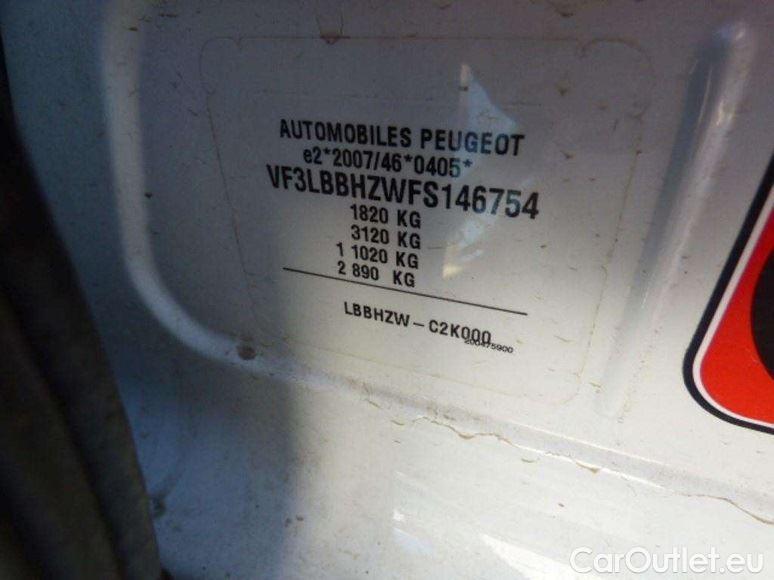 AUTOMOBILES PEUGEOT
e2*2007/46*0405*
VF3LBBHZWFS146754
1820 KG
3120 KG
1 1020 KG
2 890 KG
LBBHZW-C2K000
200475900
CarOutlet.eu